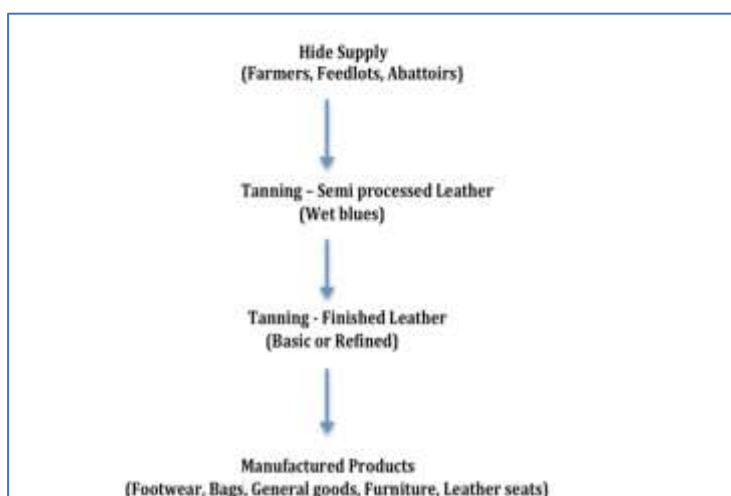 Hide Supply
(Farmers, Feedlots, Abattoirs)
Tanning – Semi processed Leather
(Wet blues)
Tanning - Finished Leather
(Basic or Refined)
Manufactured Products
(Footwear, Bags, General goods, Furniture, Leather seats)